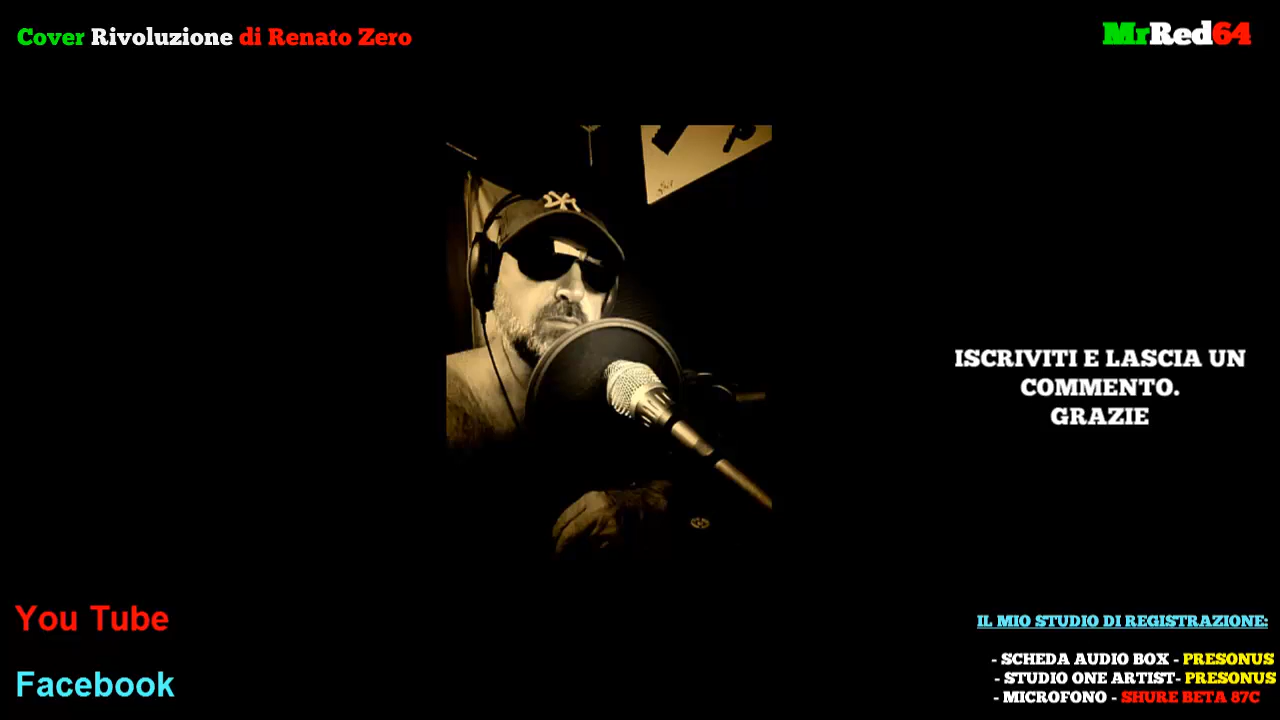 Cover Rivoluzione di Renato Zero
MrRed64
ISCRIVITI E LASCIA UN
COMMENTO.
GRAZIE
You Tube
Facebook
IL MIO STUDIO DI REGISTRAZIONE:
- SCHEDA AUDIO BOX - PRESONUS
- STUDIO ONE ARTIST- PRESONUS
- MICROFONO - SHURE BETA 87C